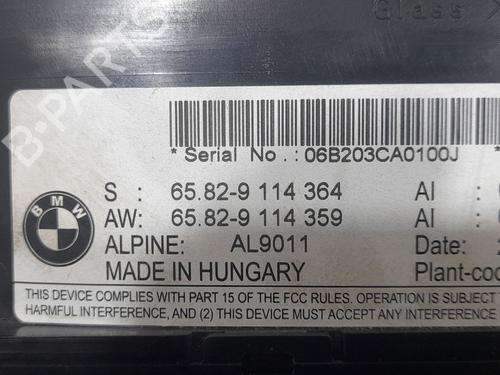 Glass
* Serial No. : 06B203CA0100J *
S : 65.82-9 114 364 AI :
AW: 65.82-9 114 359 AI :
ALPINE: AL9011 Date:
MADE IN HUNGARY Plant-cod
THIS DEVICE COMPLIES WITH PART 15 OF THE FCC RULES. OPERATION IS SUBJECT
HARMFUL INTERFERENCE, AND (2) THIS DEVICE MUST ACCEPT ANY INTERFERENCE
BMW
B-PARTS